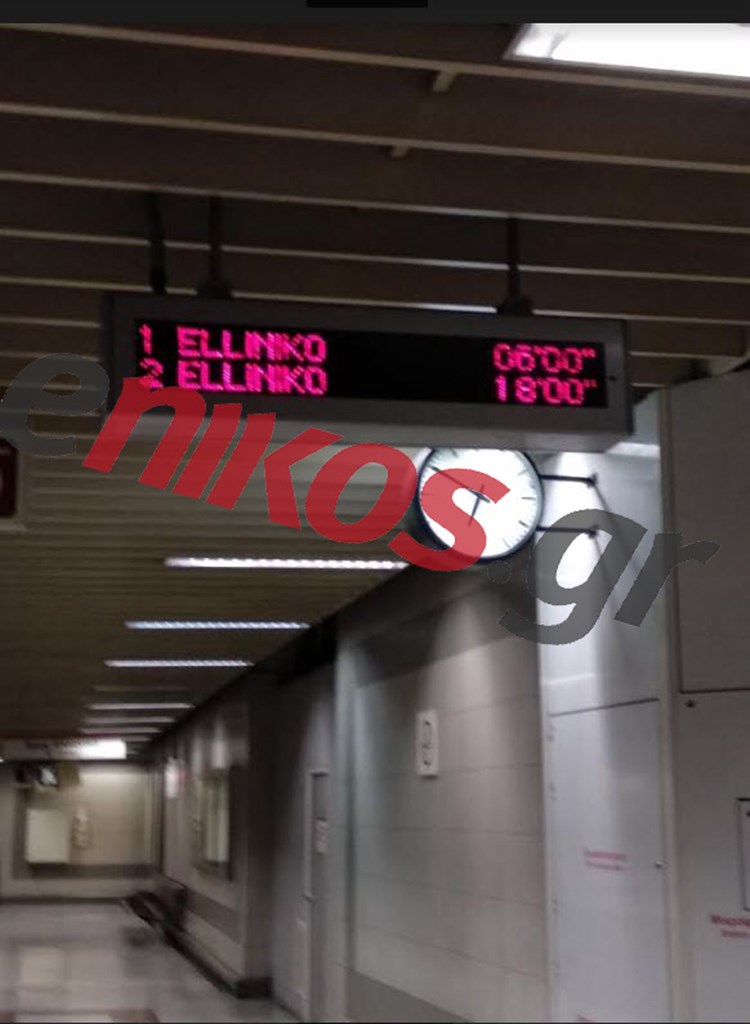 1 ELLINIKO 06'00"
2 ELLINIKO 18'00"
enikos.gr